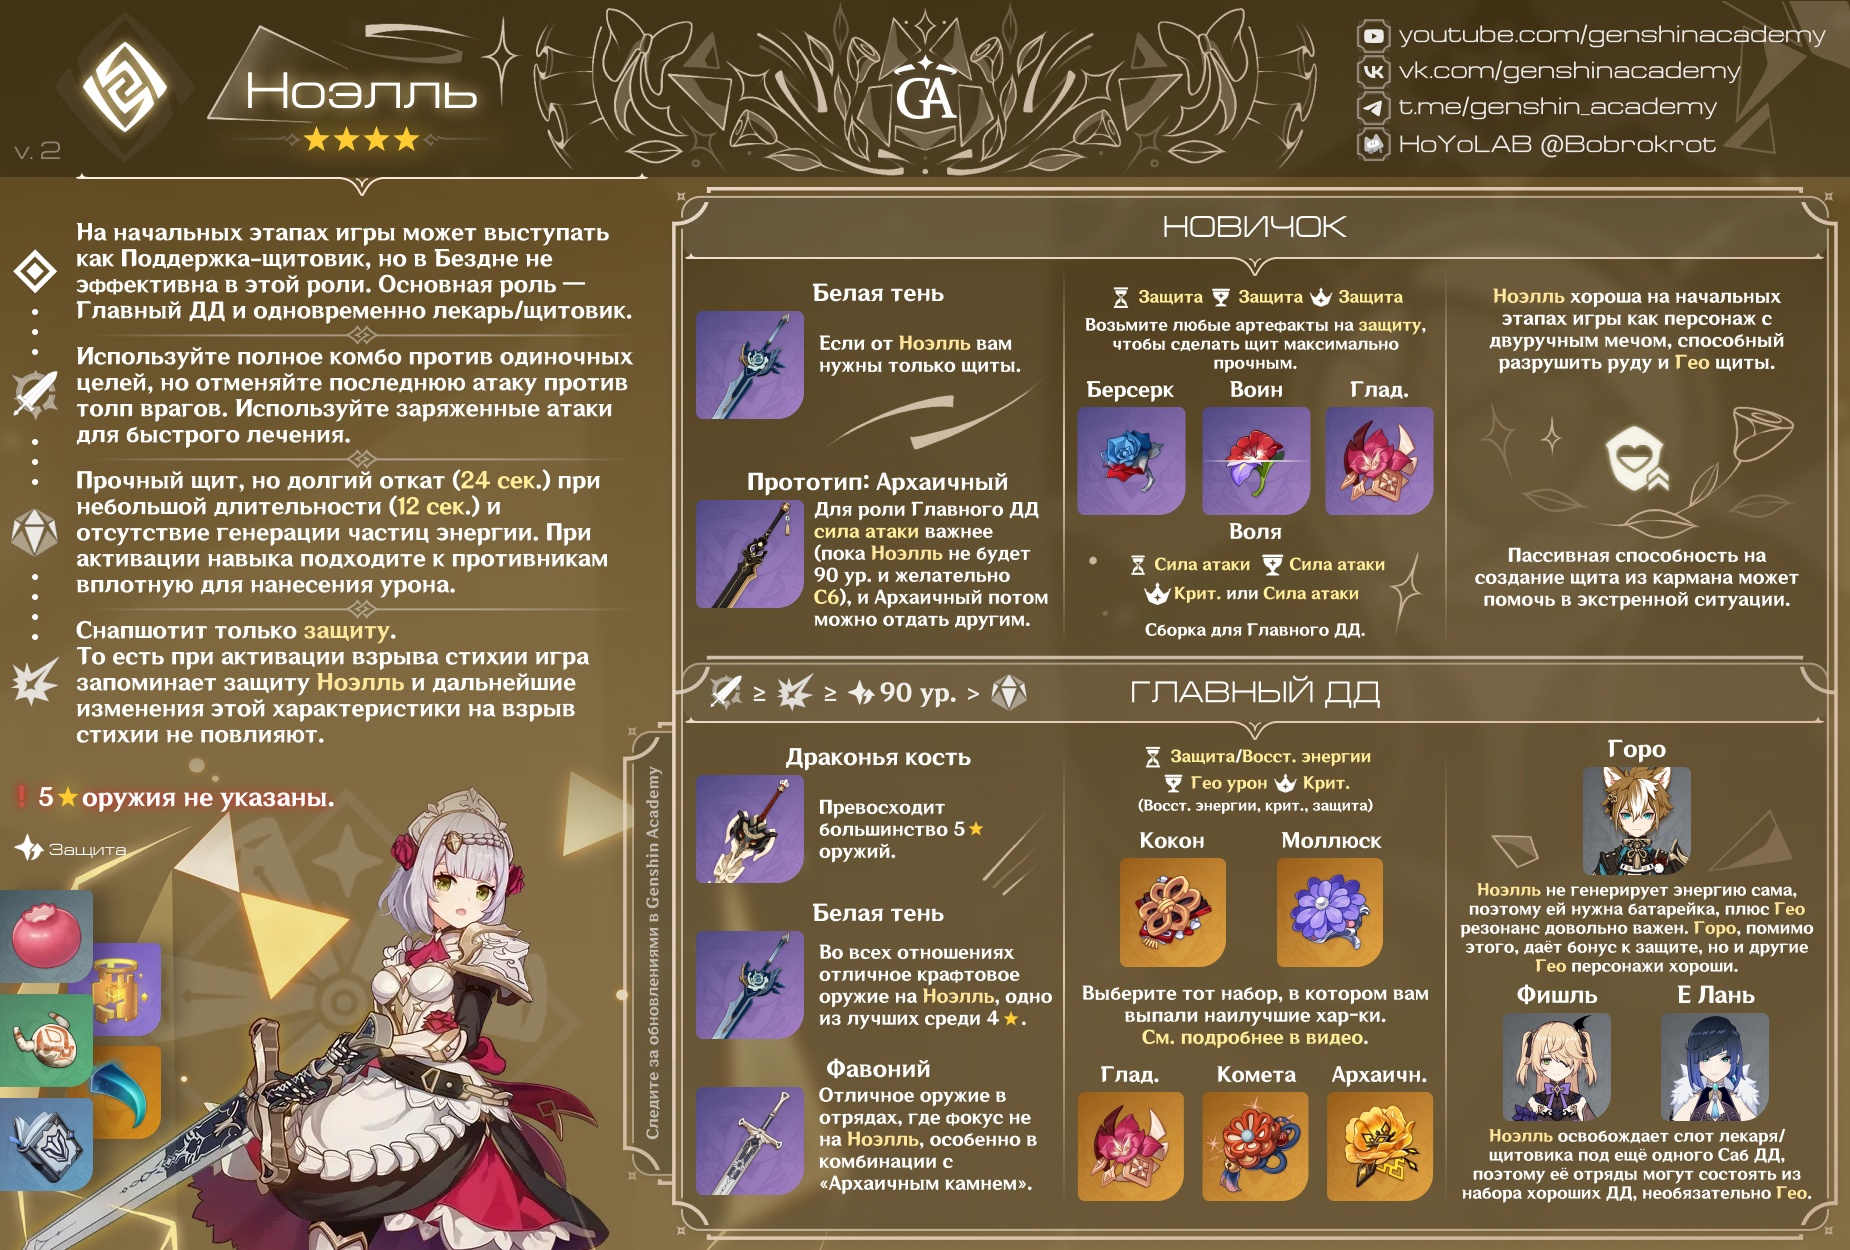 Ноэлль
v. 2
GA
youtube.com/genshinacademy
vk.com/genshinacademy
t.me/genshin_academy
HoYoLAB @Bobrokrot
На начальных этапах игры может выступать
как Поддержка-щитовик, но в Бездне не
эффективна в этой роли. Основная роль —
Главный ДД и одновременно лекарь/щитовик.
Используйте полное комбо против одиночных
целей, но отменяйте последнюю атаку против
толп врагов. Используйте заряженные атаки
для быстрого лечения.
Прочный щит, но долгий откат (24 сек.) при
небольшой длительности (12 сек.) и
отсутствие генерации частиц энергии. При
активации навыка подходите к противникам
вплотную для нанесения урона.
Снапшотит только защиту.
То есть при активации взрыва стихии игра
запоминает защиту Ноэлль и дальнейшие
изменения этой характеристики на взрыв
стихии не повлияют.
! 5★оружия не указаны.
Защита
Следите за обновлениями в Genshin Academy
НОВИЧОК
Белая тень
Если от Ноэлль вам
нужны только щиты.
Прототип: Архаичный
Для роли Главного ДД
сила атаки важнее
(пока Ноэлль не будет
90 ур. и желательно
С6), и Архаичный потом
можно отдать другим.
Защита Защита Защита
Возьмите любые артефакты на защиту,
чтобы сделать щит максимально
прочным.
Берсерк Воин Глад.
Воля
Сила атаки Сила атаки
Крит. или Сила атаки
Сборка для Главного ДД.
Ноэлль хороша на начальных
этапах игры как персонаж с
двуручным мечом, способный
разрушить руду и Гео щиты.
Пассивная способность на
создание щита из кармана может
помочь в экстренной ситуации.
≥ ≥ 90 ур. >
ГЛАВНЫЙ ДД
Драконья кость
Превосходит
большинство 5★
оружий.
Белая тень
Во всех отношениях
отличное крафтовое
оружие на Ноэлль, одно
из лучших среди 4★.
Фавоний
Отличное оружие в
отрядах, где фокус не
на Ноэлль, особенно в
комбинации с
«Архаичным камнем».
Защита/Восст. энергии
Гео урон Крит.
(Восст. энергии, крит., защита)
Кокон Моллюск
Выберите тот набор, в котором вам
выпали наилучшие хар-ки.
См. подробнее в видео.
Глад. Комета Архаичн.
Горо
Ноэлль не генерирует энергию сама,
поэтому ей нужна батарейка, плюс Гео
резонанс довольно важен. Горо, помимо
этого, даёт бонус к защите, но и другие
Гео персонажи хороши.
Фишль Е Лань
Ноэлль освобождает слот лекаря/
щитовика под ещё одного Саб ДД,
поэтому её отряды могут состоять из
набора хороших ДД, необязательно Гео.